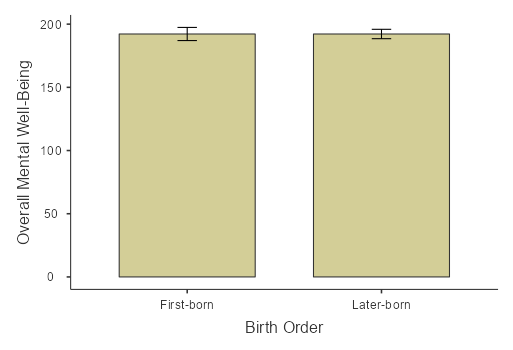 Overall Mental Well-Being
200
150
100
50
0
First-born
Later-born
Birth Order